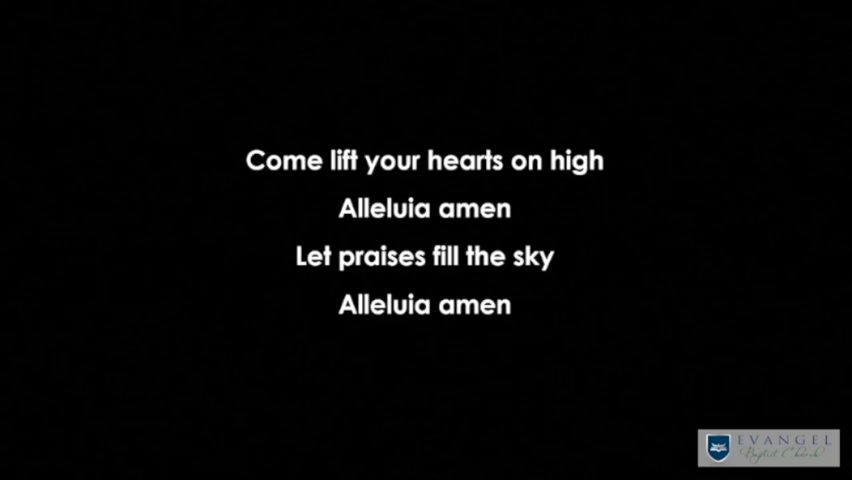 Come lift your hearts on high
Alleluia amen
Let praises fill the sky
Alleluia amen
EVANGEL
Baptist Church